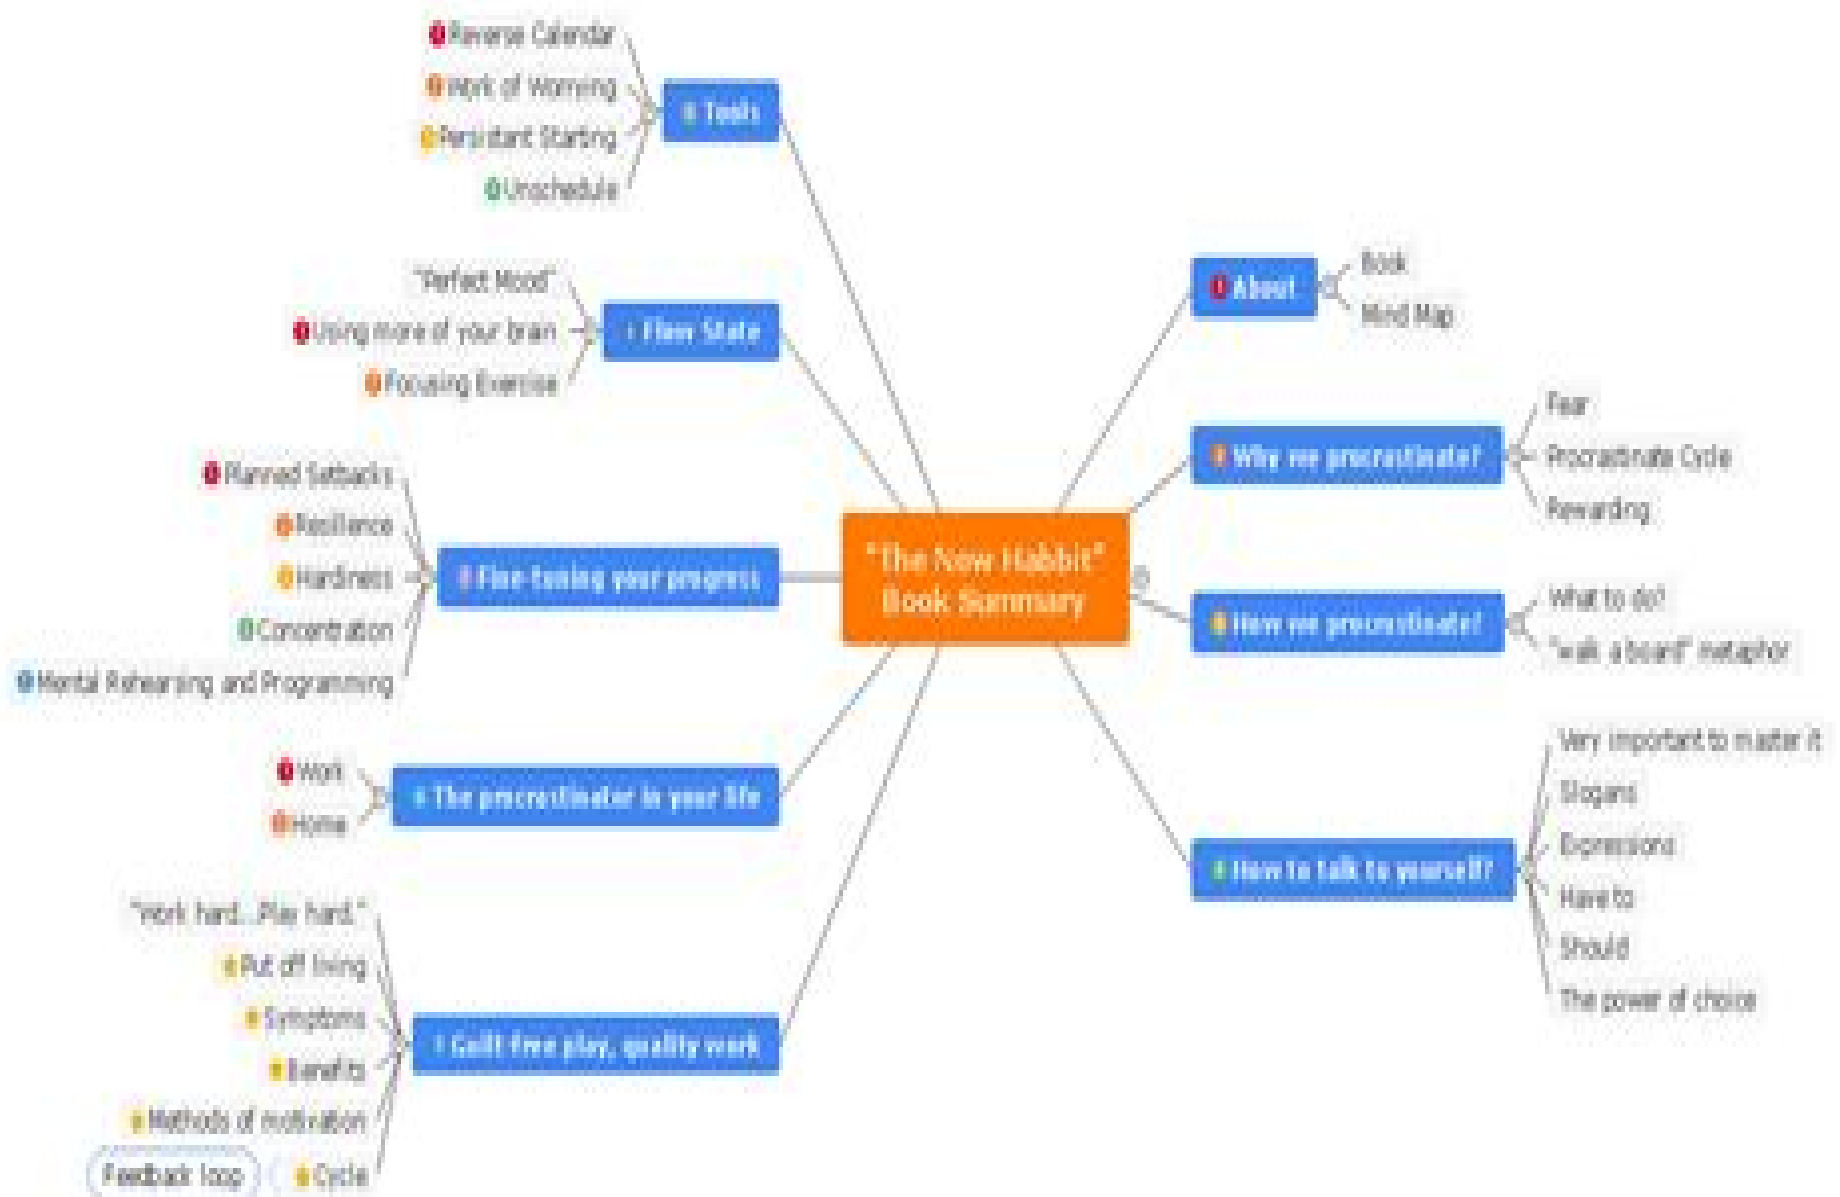 "The Now Habbit"
Book Summary
About
Book
Mind Map
Why we procrastinate?
Fear
Procrastinate Cycle
Rewarding
How we procrastinate?
What to do?
"walk a board" metaphor
How to talk to yourself?
Very important to master it
Slogans
Expressions
Have to
Should
The power of choice
Guilt-free play, quality work
"Work hard...Play hard."
Put off living
Symptoms
Benefits
Methods of motivation
Cycle
Feedback loop
The procrastinator in your life
Work
Home
Fine-tuning your progress
Planned Setbacks
Resilience
Hardiness
Concentration
Mental Rehearsing and Programming
Flow State
"Perfect Mood"
Using more of your brain
Focusing Exercise
Tools
Reverse Calendar
Work of Worrning
Persistant Starting
Unschedule